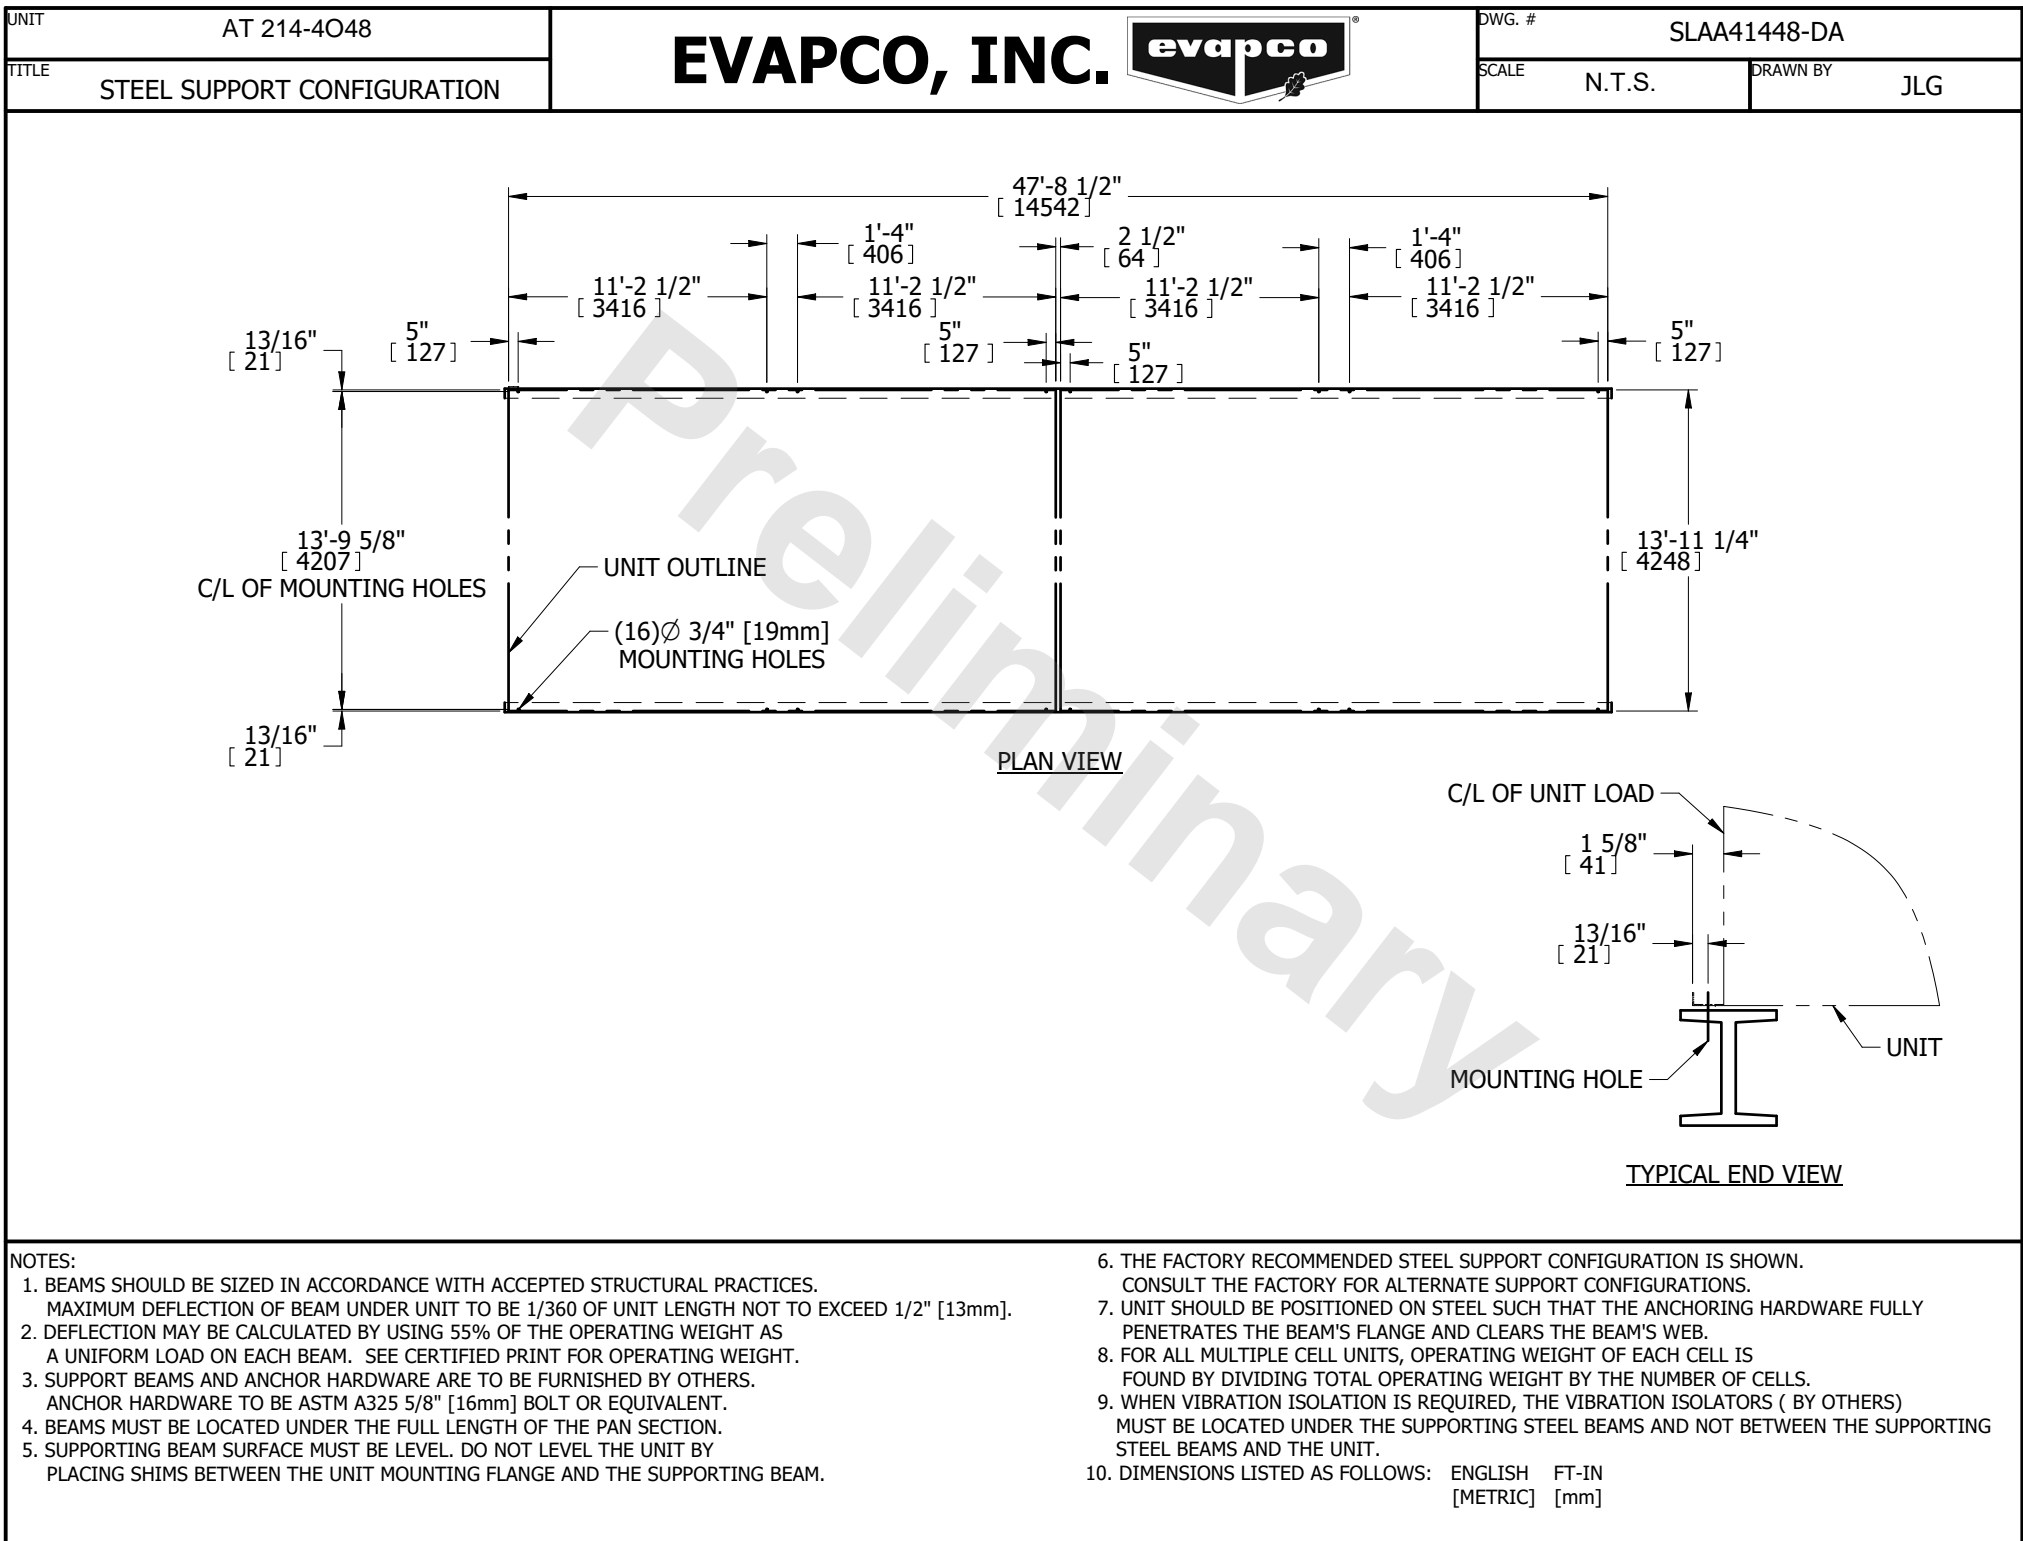 UNIT
AT 214-4O48
TITLE
STEEL SUPPORT CONFIGURATION
EVAPCO, INC.
evapco
®
DWG. #
SLAA41448-DA
SCALE
N.T.S.
DRAWN BY
JLG
47'-8 1/2"
[ 14542 ]
1'-4"
[ 406 ]
2 1/2"
[ 64 ]
1'-4"
[ 406 ]
11'-2 1/2"
[ 3416 ]
11'-2 1/2"
[ 3416 ]
11'-2 1/2"
[ 3416 ]
11'-2 1/2"
[ 3416 ]
13/16"
[ 21 ]
5"
[ 127 ]
5"
[ 127 ]
5"
[ 127 ]
5"
[ 127 ]
13'-9 5/8"
[ 4207 ]
C/L OF MOUNTING HOLES
UNIT OUTLINE
(16)∅ 3/4" [19mm]
MOUNTING HOLES
13'-11 1/4"
[ 4248 ]
13/16"
[ 21 ]
PLAN VIEW
Preliminary
C/L OF UNIT LOAD
1 5/8"
[ 41 ]
13/16"
[ 21 ]
UNIT
MOUNTING HOLE
TYPICAL END VIEW
NOTES:
1. BEAMS SHOULD BE SIZED IN ACCORDANCE WITH ACCEPTED STRUCTURAL PRACTICES.
MAXIMUM DEFLECTION OF BEAM UNDER UNIT TO BE 1/360 OF UNIT LENGTH NOT TO EXCEED 1/2" [13mm].
2. DEFLECTION MAY BE CALCULATED BY USING 55% OF THE OPERATING WEIGHT AS
A UNIFORM LOAD ON EACH BEAM. SEE CERTIFIED PRINT FOR OPERATING WEIGHT.
3. SUPPORT BEAMS AND ANCHOR HARDWARE ARE TO BE FURNISHED BY OTHERS.
ANCHOR HARDWARE TO BE ASTM A325 5/8" [16mm] BOLT OR EQUIVALENT.
4. BEAMS MUST BE LOCATED UNDER THE FULL LENGTH OF THE PAN SECTION.
5. SUPPORTING BEAM SURFACE MUST BE LEVEL. DO NOT LEVEL THE UNIT BY
PLACING SHIMS BETWEEN THE UNIT MOUNTING FLANGE AND THE SUPPORTING BEAM.
6. THE FACTORY RECOMMENDED STEEL SUPPORT CONFIGURATION IS SHOWN.
CONSULT THE FACTORY FOR ALTERNATE SUPPORT CONFIGURATIONS.
7. UNIT SHOULD BE POSITIONED ON STEEL SUCH THAT THE ANCHORING HARDWARE FULLY
PENETRATES THE BEAM'S FLANGE AND CLEARS THE BEAM'S WEB.
8. FOR ALL MULTIPLE CELL UNITS, OPERATING WEIGHT OF EACH CELL IS
FOUND BY DIVIDING TOTAL OPERATING WEIGHT BY THE NUMBER OF CELLS.
9. WHEN VIBRATION ISOLATION IS REQUIRED, THE VIBRATION ISOLATORS ( BY OTHERS)
MUST BE LOCATED UNDER THE SUPPORTING STEEL BEAMS AND NOT BETWEEN THE SUPPORTING
STEEL BEAMS AND THE UNIT.
10. DIMENSIONS LISTED AS FOLLOWS: ENGLISH FT-IN
[METRIC] [mm]